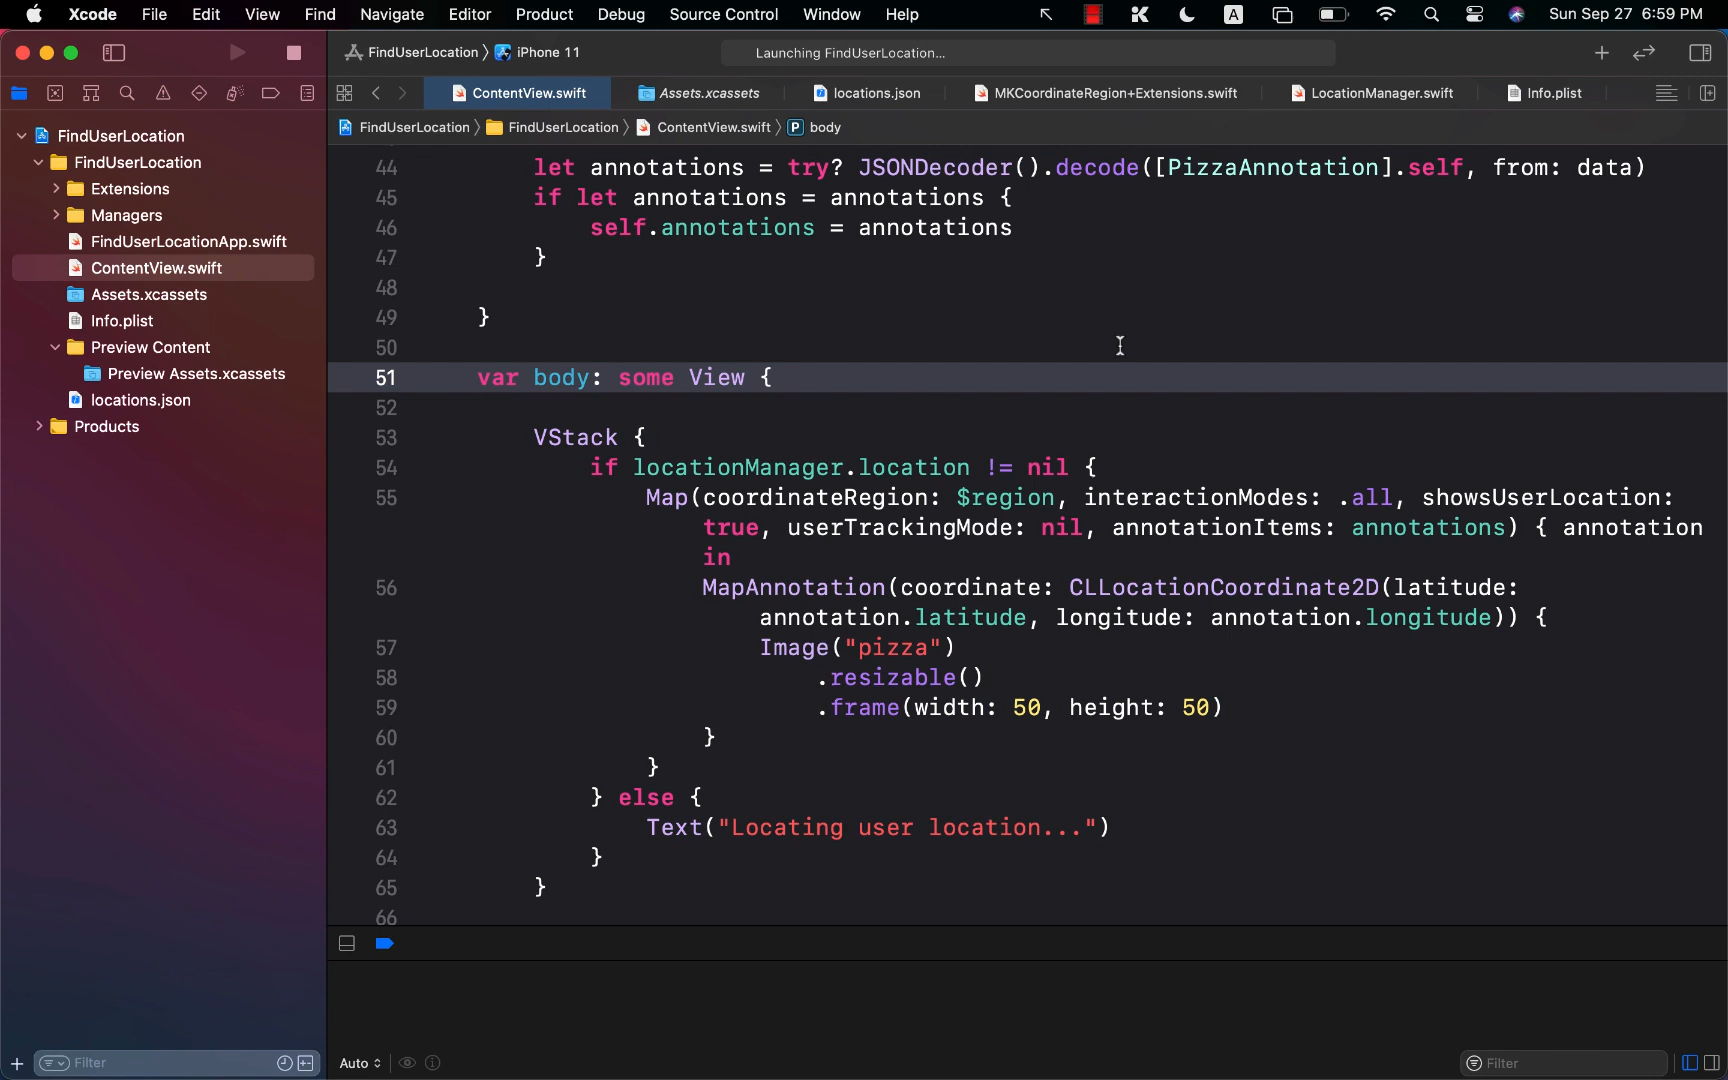 Xcode File Edit View Find Navigate Editor Product Debug Source Control Window Help A Sun Sep 27 6:59 PM
FindUserLocation iPhone 11 Launching FindUserLocation...
ContentView.swift Assets.xcassets locations.json MKCoordinateRegion+Extensions.swift LocationManager.swift Info.plist
FindUserLocation FindUserLocation ContentView.swift P body
FindUserLocation
FindUserLocation
Extensions
Managers
FindUserLocationApp.swift
ContentView.swift
Assets.xcassets
Info.plist
Preview Content
Preview Assets.xcassets
locations.json
Products
44 let annotations = try? JSONDecoder().decode([PizzaAnnotation].self, from: data)
45 if let annotations = annotations {
46 self.annotations = annotations
47 }
48
49 }
50
51 var body: some View {
52
53 VStack {
54 if locationManager.location != nil {
55 Map(coordinateRegion: $region, interactionModes: .all, showsUserLocation:
true, userTrackingMode: nil, annotationItems: annotations) { annotation
in
56 MapAnnotation(coordinate: CLLocationCoordinate2D(latitude:
annotation.latitude, longitude: annotation.longitude)) {
57 Image("pizza")
58 .resizable()
59 .frame(width: 50, height: 50)
60 }
61 }
62 } else {
63 Text("Locating user location...")
64 }
65 }
66
Filter Auto Filter